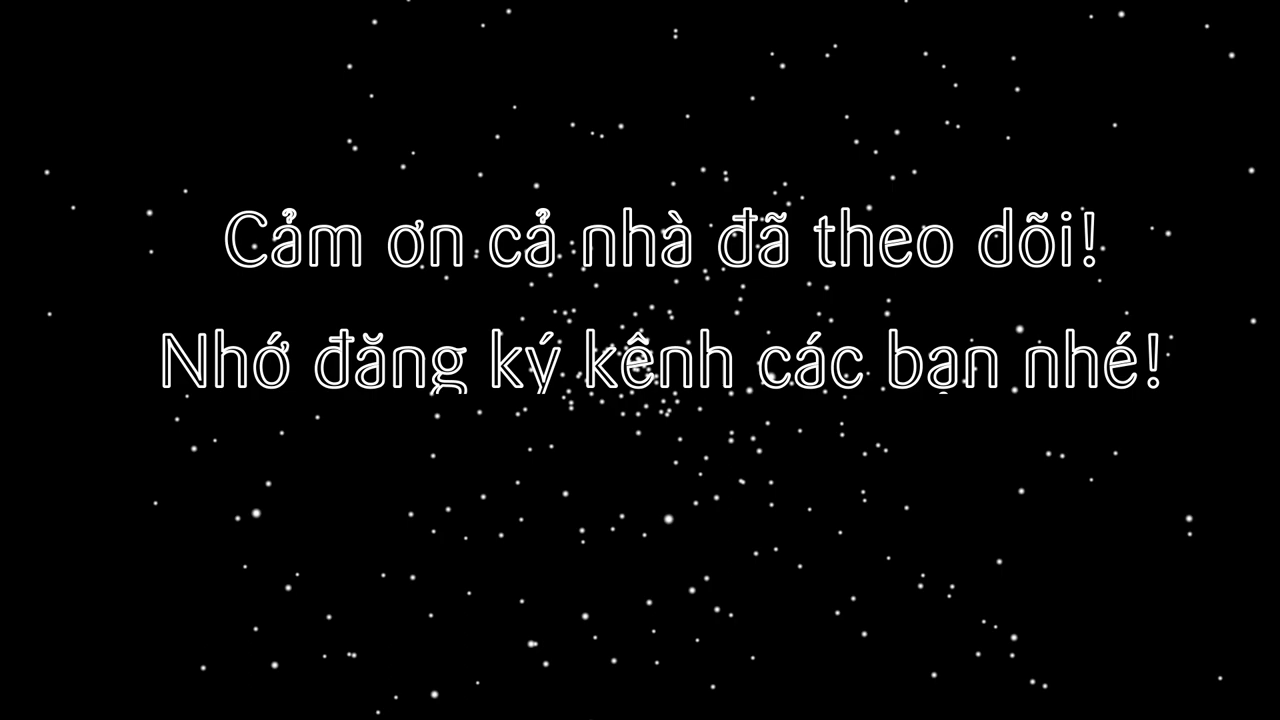 Cảm ơn cả nhà đã theo dõi!
Nhớ đăng ký kênh các bạn nhé!